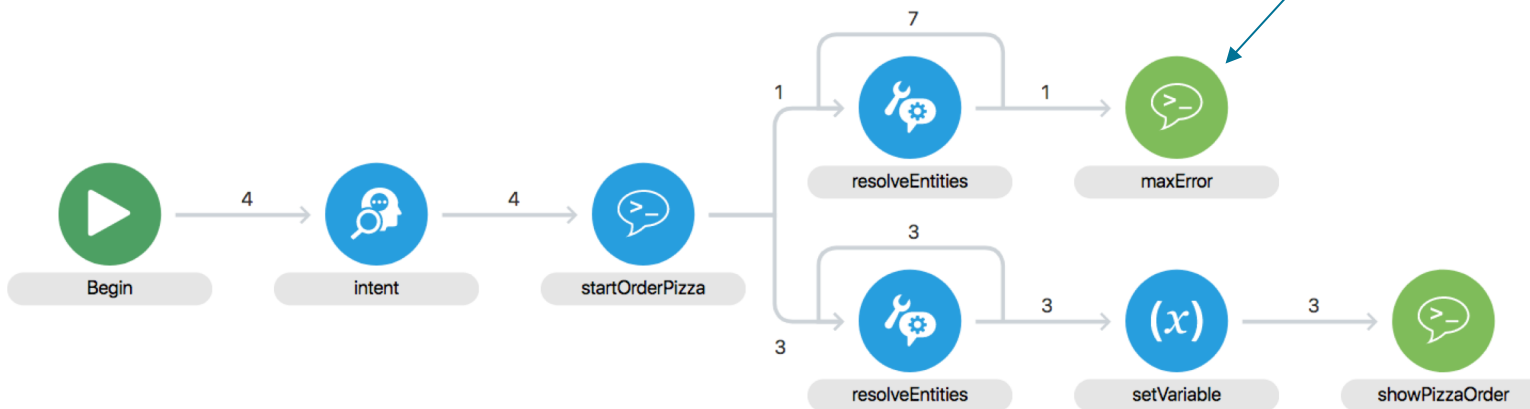 7
1
1
resolveEntities
maxError
4
4
Begin
intent
startOrderPizza
3
3
3
3
(x)
resolveEntities
setVariable
showPizzaOrder